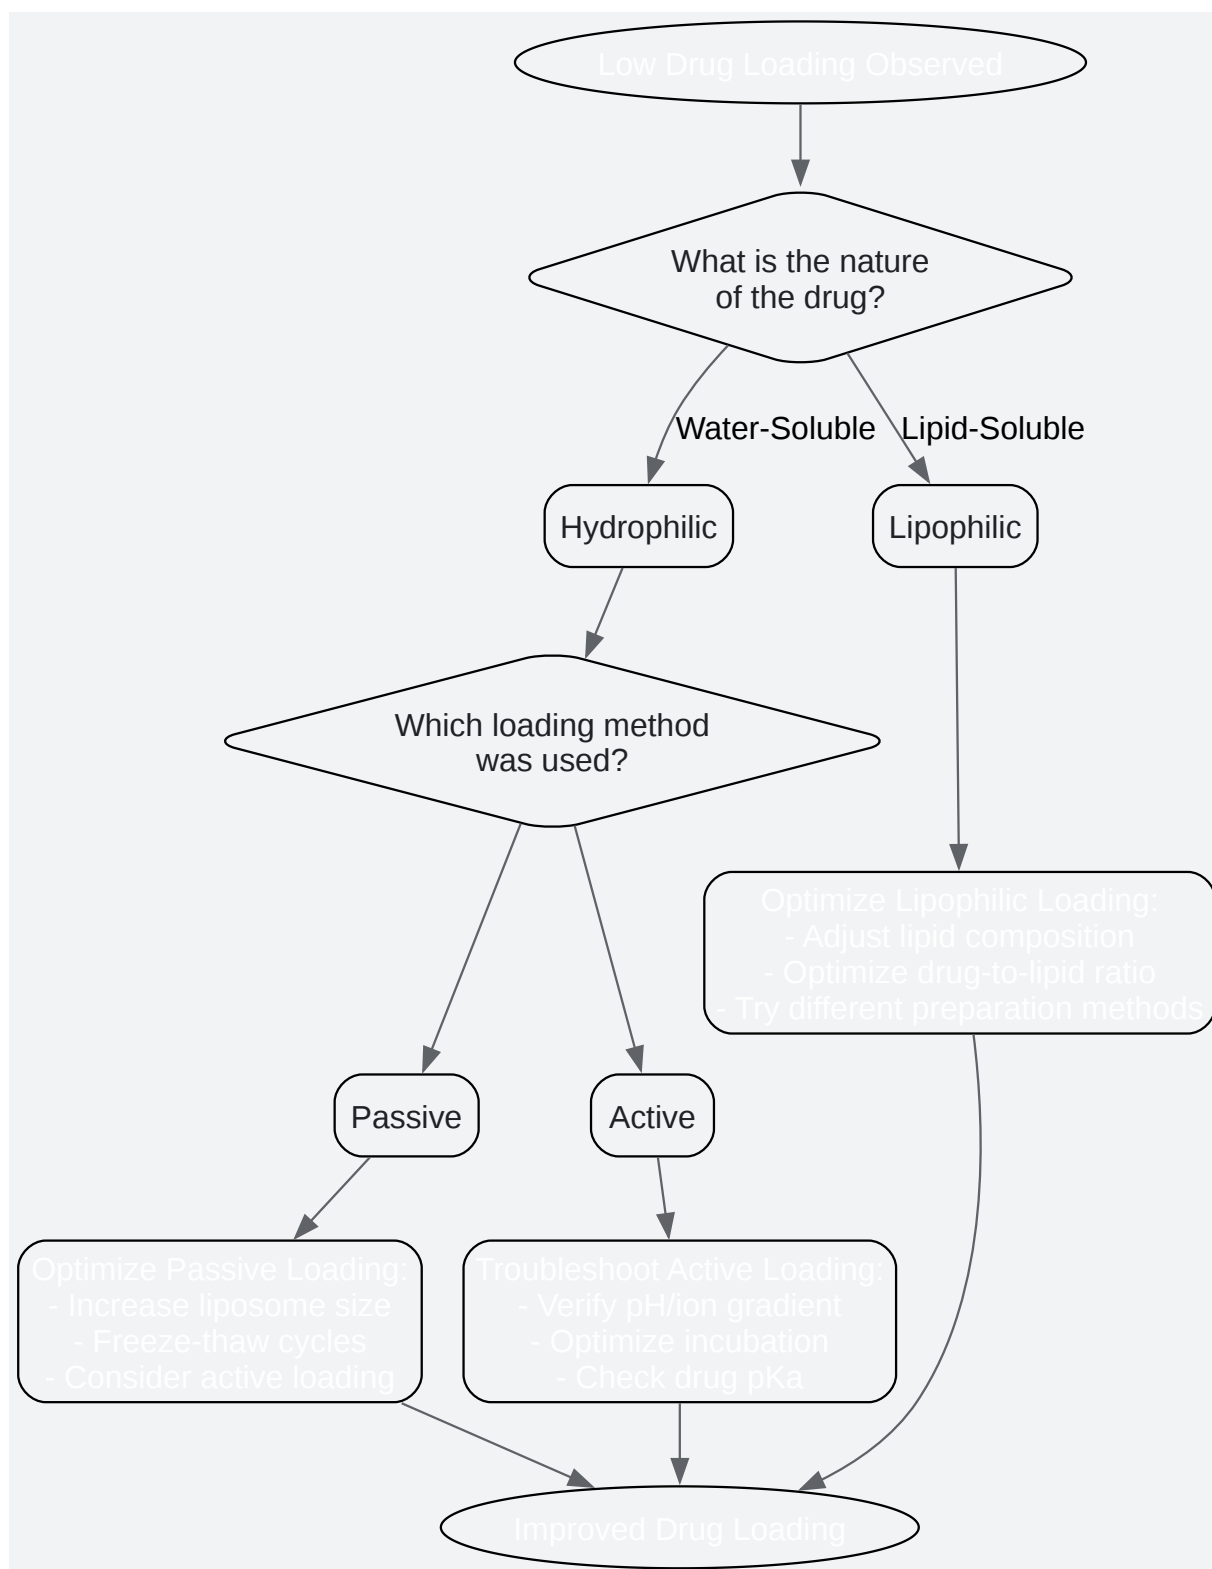 Low Drug Loading Observed
What is the nature
of the drug?
Water-Soluble
Lipid-Soluble
Hydrophilic
Lipophilic
Which loading method
was used?
Optimize Lipophilic Loading:
- Adjust lipid composition
- Optimize drug-to-lipid ratio
- Try different preparation methods
Passive
Active
Optimize Passive Loading:
- Increase liposome size
- Freeze-thaw cycles
- Consider active loading
Troubleshoot Active Loading:
- Verify pH/ion gradient
- Optimize incubation
- Check drug pKa
Improved Drug Loading